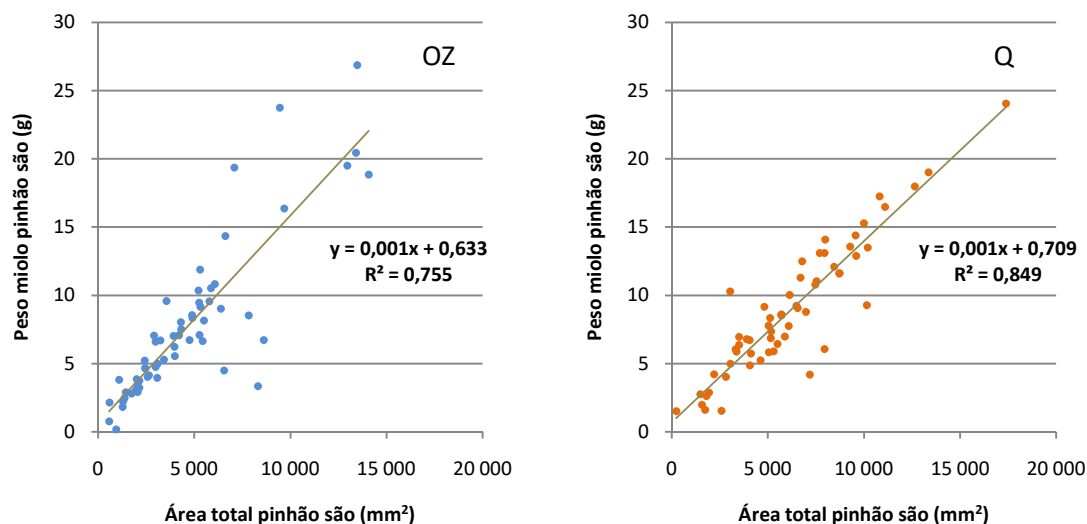 OZ
Peso miolo pinhão são (g)
30
25
20
15
10
5
0
y = 0,001x + 0,633
R² = 0,755
0 5 000 10 000 15 000 20 000
Área total pinhão são (mm²)
Q
Peso miolo pinhão são (g)
30
25
20
15
10
5
0
y = 0,001x + 0,709
R² = 0,849
0 5 000 10 000 15 000 20 000
Área total pinhão são (mm²)